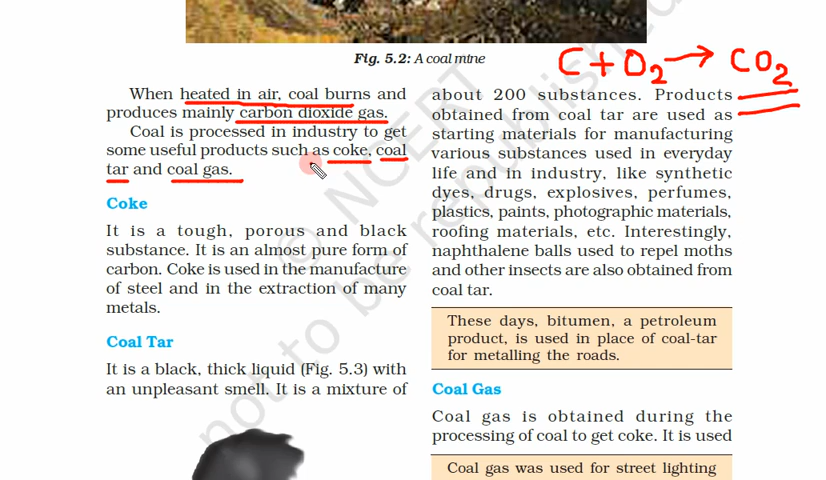 Fig. 5.2: A coal mine
C + O2 → CO2
When heated in air, coal burns and
produces mainly carbon dioxide gas.
Coal is processed in industry to get
some useful products such as coke, coal
tar and coal gas.
Coke
It is a tough, porous and black
substance. It is an almost pure form of
carbon. Coke is used in the manufacture
of steel and in the extraction of many
metals.
Coal Tar
It is a black, thick liquid (Fig. 5.3) with
an unpleasant smell. It is a mixture of
about 200 substances. Products
obtained from coal tar are used as
starting materials for manufacturing
various substances used in everyday
life and in industry, like synthetic
dyes, drugs, explosives, perfumes,
plastics, paints, photographic materials,
roofing materials, etc. Interestingly,
naphthalene balls used to repel moths
and other insects are also obtained from
coal tar.
These days, bitumen, a petroleum
product, is used in place of coal-tar
for metalling the roads.
Coal Gas
Coal gas is obtained during the
processing of coal to get coke. It is used
Coal gas was used for street lighting
© NCERT
not to be republished